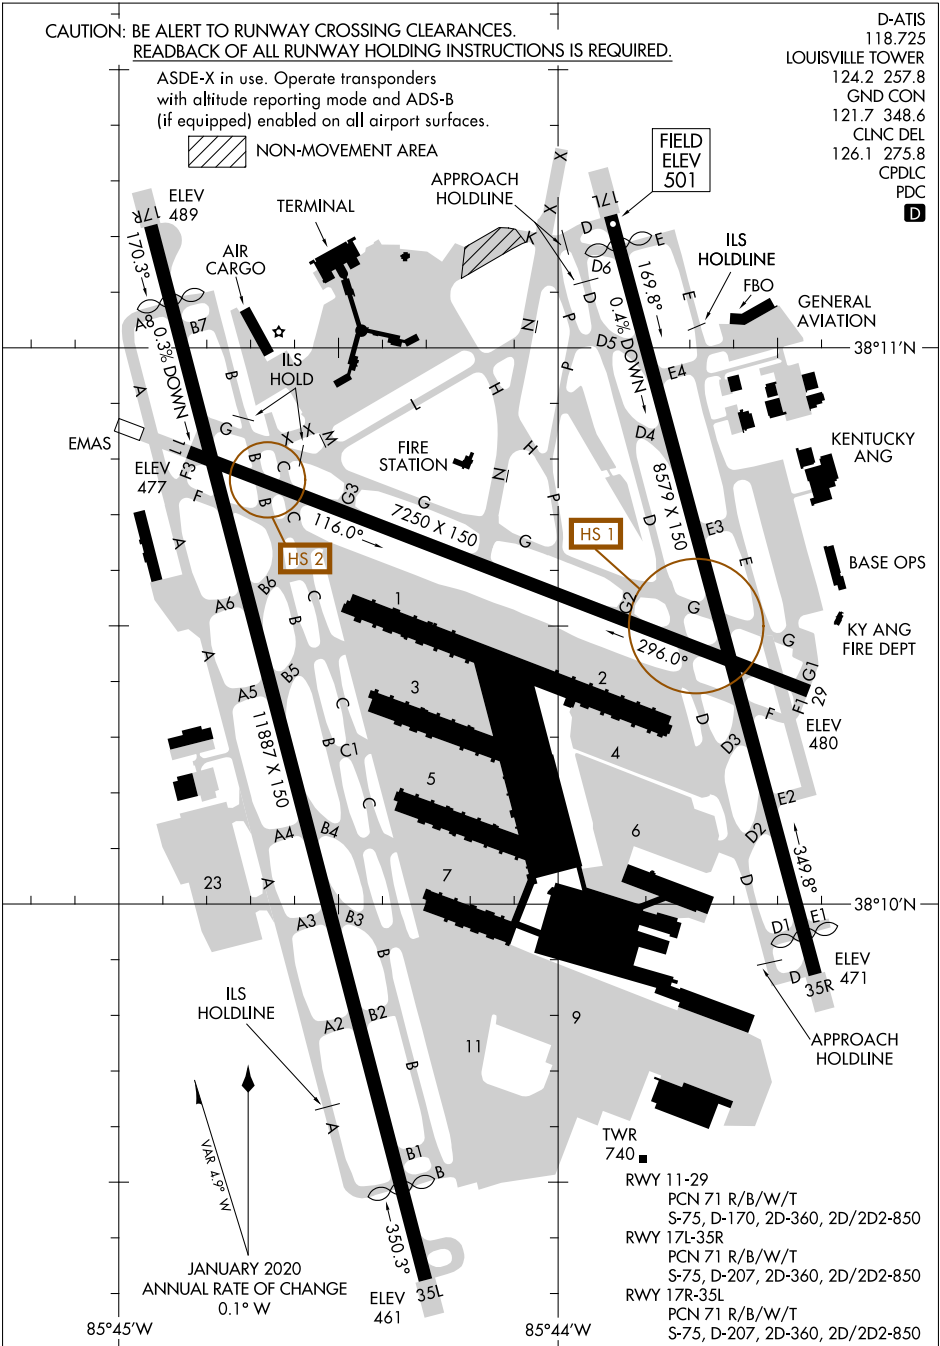 CAUTION: BE ALERT TO RUNWAY CROSSING CLEARANCES.
READBACK OF ALL RUNWAY HOLDING INSTRUCTIONS IS REQUIRED.
ASDE-X in use. Operate transponders
with altitude reporting mode and ADS-B
(if equipped) enabled on all airport surfaces.
NON-MOVEMENT AREA
D-ATIS
118.725
LOUISVILLE TOWER
124.2 257.8
GND CON
121.7 348.6
CLNC DEL
126.1 275.8
CPDLC
PDC
D
FIELD
ELEV
501
APPROACH
HOLDLINE
X
X
K
17L
D
E
D6
E
D
ILS
HOLDLINE
FBO
GENERAL
AVIATION
169.8°
0.4% DOWN
D5
P
N
E4
D4
38°11'N
17R
ELEV
489
170.3°
TERMINAL
AIR
CARGO
A8
B7
0.3% DOWN
B
A
ILS
HOLD
L
H
H
EMAS
11
G
X
X
M
B
C
FIRE
STATION
N
P
KENTUCKY
ANG
ELEV
477
F3
F
B
C
G3
G
7250 X 150
116.0°
G
HS 2
HS 1
D
8579 X 150
E3
E
BASE OPS
A
B6
A6
C
B
1
G2
G
G
KY ANG
FIRE DEPT
296.0°
A
B5
A5
C
B
C1
C
3
2
G1
F1
29
F
D
D3
ELEV
480
11887 X 150
4
5
E2
D2
A4
B4
6
349.8°
23
A
7
D
38°10'N
A3
B3
D1
E1
B
D
35R
ELEV
471
ILS
HOLDLINE
A2
B2
9
11
B
APPROACH
HOLDLINE
A
VAR 4.9° W
TWR
740
B1
B
350.3°
JANUARY 2020
ANNUAL RATE OF CHANGE
0.1° W
ELEV
461
35L
RWY 11-29
PCN 71 R/B/W/T
S-75, D-170, 2D-360, 2D/2D2-850
RWY 17L-35R
PCN 71 R/B/W/T
S-75, D-207, 2D-360, 2D/2D2-850
RWY 17R-35L
PCN 71 R/B/W/T
S-75, D-207, 2D-360, 2D/2D2-850
85°45'W
85°44'W